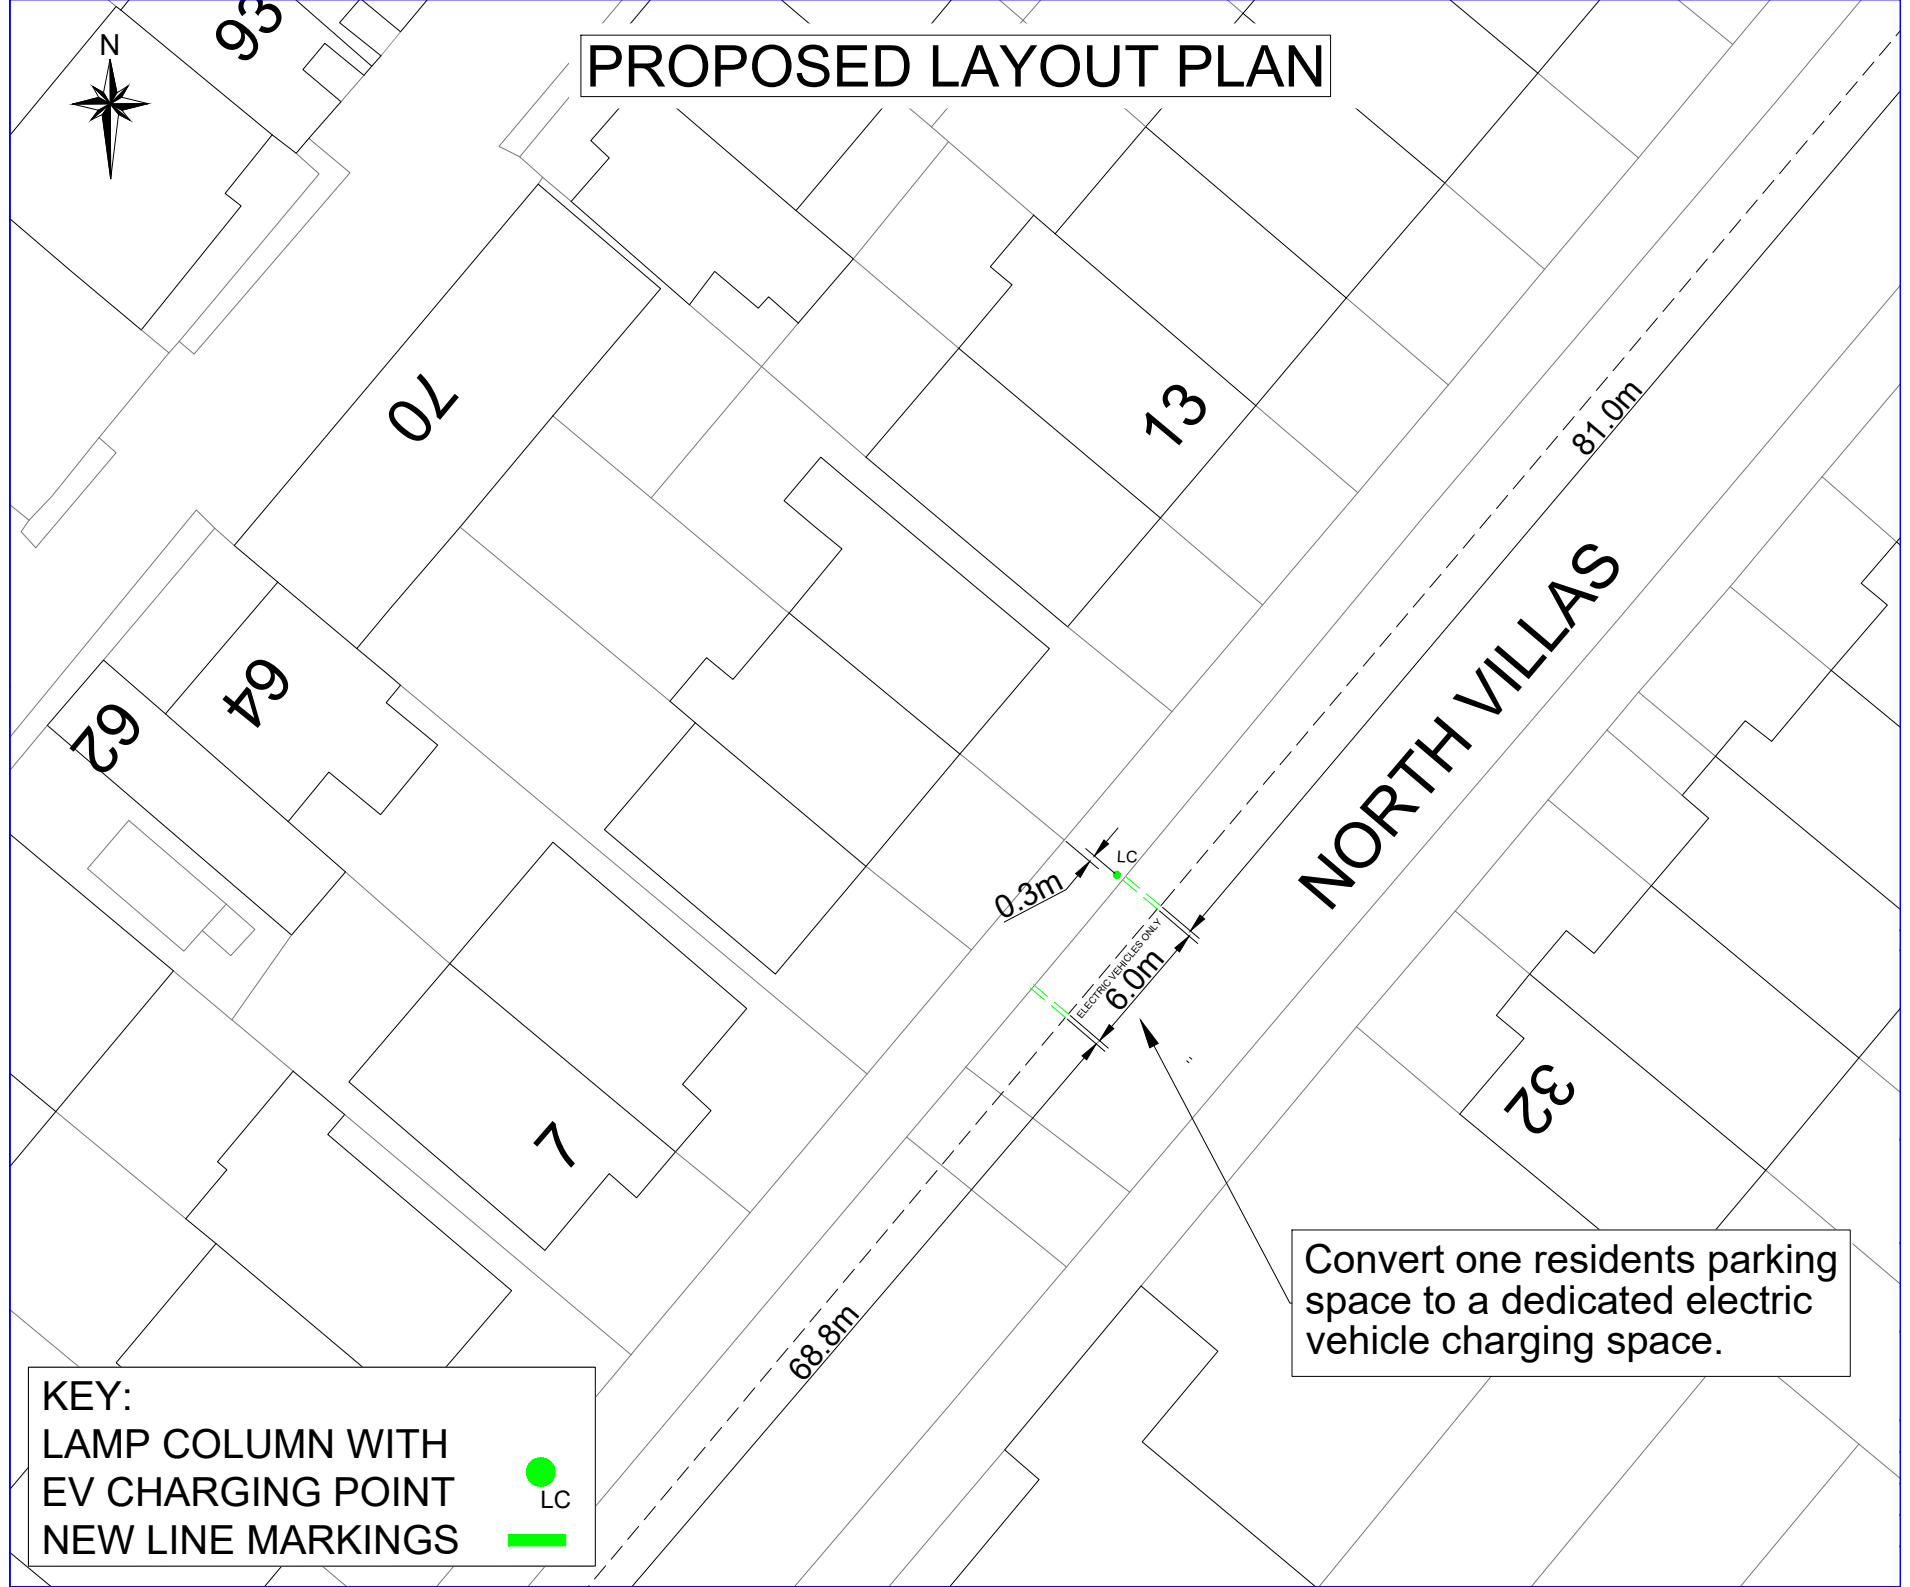 93
N
PROPOSED LAYOUT PLAN
70
13
81.0m
64
62
NORTH VILLAS
LC
0.3m
ELECTRIC VEHICLES ONLY
6.0m
7
32
68.8m
Convert one residents parking
space to a dedicated electric
vehicle charging space.
KEY:
LAMP COLUMN WITH
EV CHARGING POINT
LC
NEW LINE MARKINGS